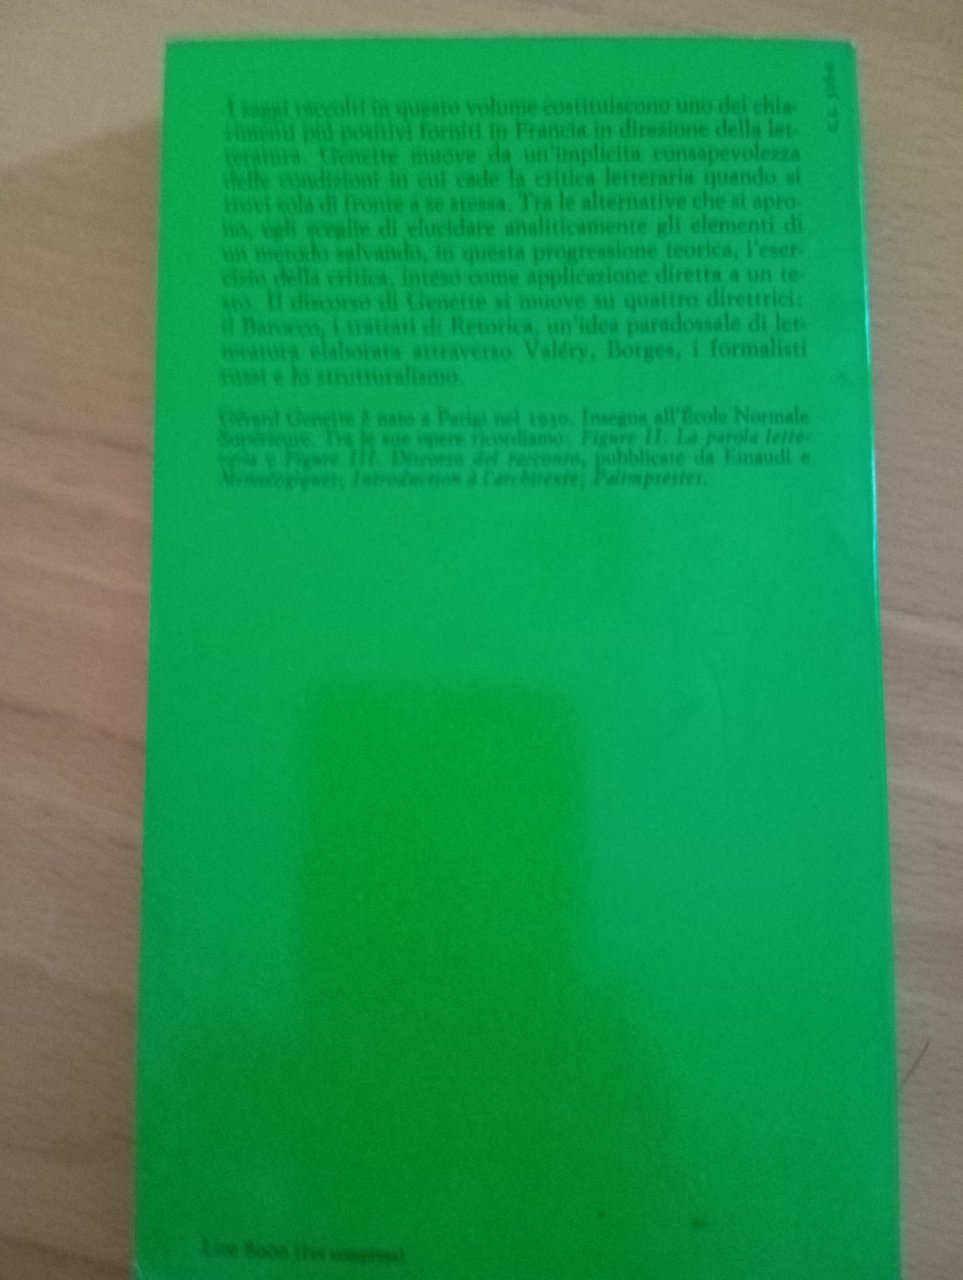 I saggi raccolti in questo volume costituiscono uno dei chia-
rimenti piú positivi forniti in Francia in direzione della let-
teratura. Genette muove da un'implicita consapevolezza
delle condizioni in cui cade la critica letteraria quando si
trovi sola di fronte a se stessa. Tra le alternative che si apro-
no, egli sceglie di elucidare analiticamente gli elementi di
un metodo salvando, in questa progressione teorica, l'eser-
cizio della critica, inteso come applicazione diretta a un te-
sto. Il discorso di Genette si muove su quattro direttrici:
il Barocco, i trattati di Retorica, un'idea paradossale di let-
teratura elaborata attraverso Valéry, Borges, i formalisti
russi e lo strutturalismo.
Gérard Genette è nato a Parigi nel 1930. Insegna all'École Normale
Supérieure. Tra le sue opere ricordiamo: Figure II. La parola lette-
raria e Figure III. Discorso del racconto, pubblicate da Einaudi e
Mimologiques, Introduction à l'architexte, Palimpsestes.
Lire 8000 (Iva compresa)